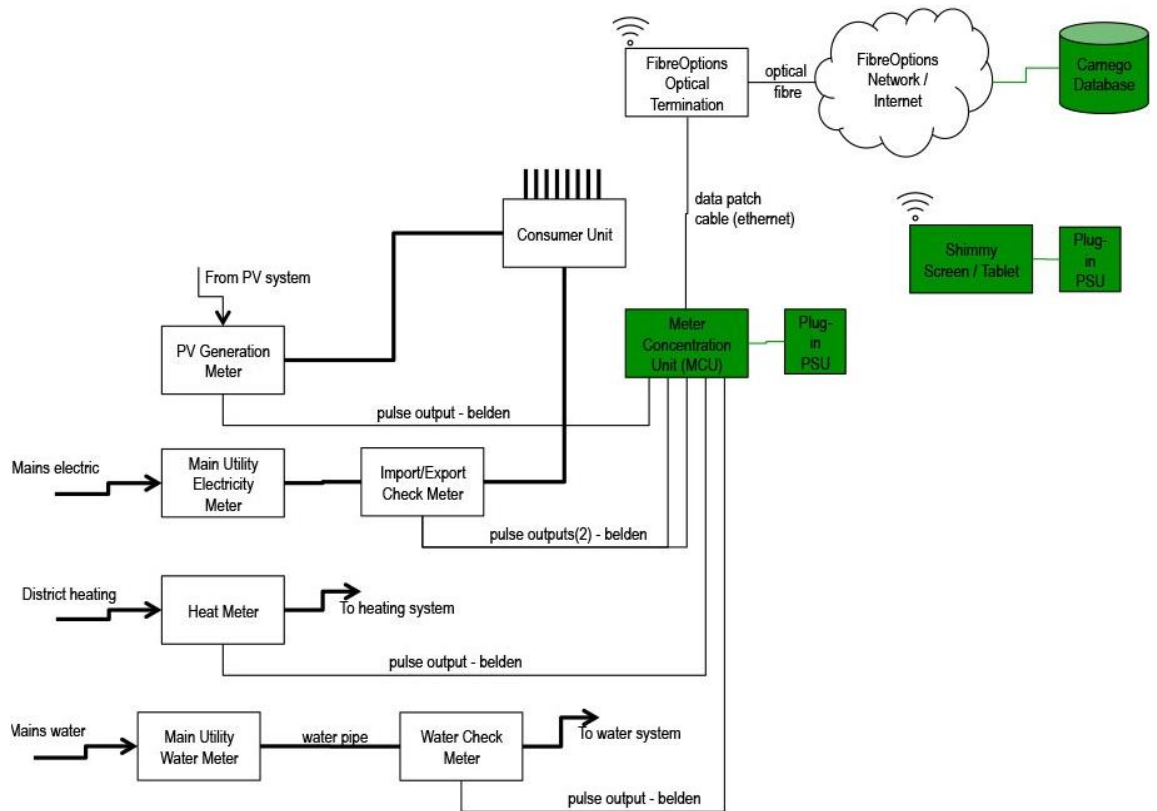 FibreOptions
Optical
Termination
optical
fibre
FibreOptions
Network /
Internet
Camego
Database
data patch
cable (ethernet)
Consumer Unit
Shimmy
Screen / Tablet
Plug-
in
PSU
From PV system
PV Generation
Meter
Meter
Concentration
Unit (MCU)
Plug-
in
PSU
pulse output - belden
Mains electric
Main Utility
Electricity
Meter
Import/Export
Check Meter
pulse outputs(2) - belden
District heating
Heat Meter
To heating system
pulse output - belden
Mains water
Main Utility
Water Meter
water pipe
Water Check
Meter
To water system
pulse output - belden